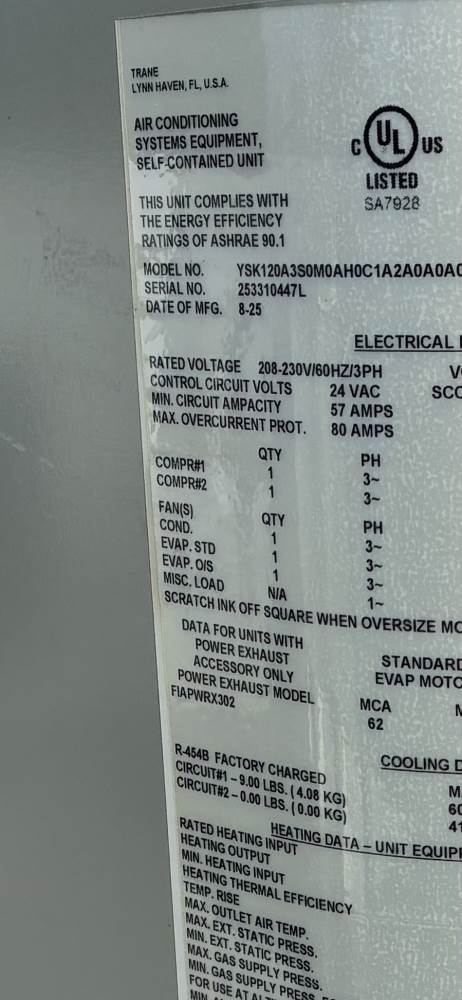 TRANE
LYNN HAVEN, FL, U.S.A.
AIR CONDITIONING
SYSTEMS EQUIPMENT,
SELF-CONTAINED UNIT
C UL US
LISTED
SA7928
THIS UNIT COMPLIES WITH
THE ENERGY EFFICIENCY
RATINGS OF ASHRAE 90.1
MODEL NO. YSK120A3S0M0AH0C1A2A0A0A0
SERIAL NO. 253310447L
DATE OF MFG. 8-25
ELECTRICAL
RATED VOLTAGE 208-230V/60HZ/3PH
CONTROL CIRCUIT VOLTS 24 VAC
MIN. CIRCUIT AMPACITY 57 AMPS
MAX. OVERCURRENT PROT. 80 AMPS
QTY PH
COMPR#1 1 3~
COMPR#2 1 3~
FAN(S) QTY PH
COND. 1 3~
EVAP. STD 1 3~
EVAP. O/S 1 3~
MISC. LOAD N/A 1~
SCRATCH INK OFF SQUARE WHEN OVERSIZE MO
DATA FOR UNITS WITH
POWER EXHAUST STANDARD
ACCESSORY ONLY EVAP MOTO
POWER EXHAUST MODEL MCA
FIAPWRX302 62
COOLING
R-454B FACTORY CHARGED
CIRCUIT#1 – 9.00 LBS. ( 4.08 KG)
CIRCUIT#2 – 0.00 LBS. ( 0.00 KG)
HEATING DATA – UNIT EQUIP
RATED HEATING INPUT
HEATING OUTPUT
MIN. HEATING INPUT
HEATING THERMAL EFFICIENCY
TEMP. RISE
MAX. OUTLET AIR TEMP.
MAX. EXT. STATIC PRESS.
MIN. EXT. STATIC PRESS.
MAX. GAS SUPPLY PRESS.
MIN. GAS SUPPLY PRESS.
FOR USE AT